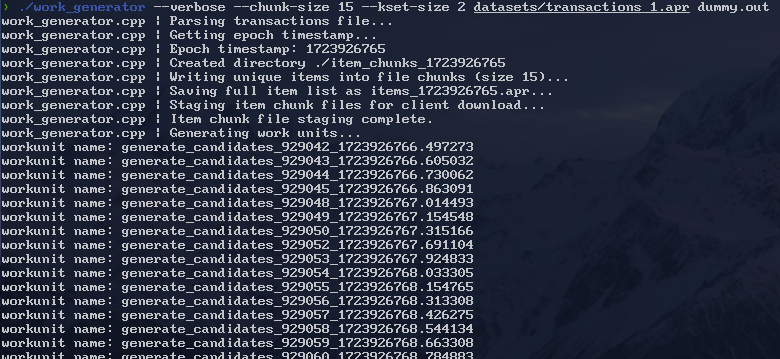 ❯ ./work_generator --verbose --chunk-size 15 --kset-size 2 datasets/transactions_1.apr dummy.out
work_generator.cpp | Parsing transactions file...
work_generator.cpp | Getting epoch timestamp...
work_generator.cpp | Epoch timestamp: 1723926765
work_generator.cpp | Created directory ./item_chunks_1723926765
work_generator.cpp | Writing unique items into file chunks (size 15)...
work_generator.cpp | Saving full item list as items_1723926765.apr...
work_generator.cpp | Staging item chunk files for client download...
work_generator.cpp | Item chunk file staging complete.
work_generator.cpp | Generating work units...
workunit name: generate_candidates_929042_1723926766.497273
workunit name: generate_candidates_929043_1723926766.605032
workunit name: generate_candidates_929044_1723926766.730062
workunit name: generate_candidates_929045_1723926766.863091
workunit name: generate_candidates_929048_1723926767.014493
workunit name: generate_candidates_929049_1723926767.154548
workunit name: generate_candidates_929050_1723926767.315166
workunit name: generate_candidates_929052_1723926767.691104
workunit name: generate_candidates_929053_1723926767.924833
workunit name: generate_candidates_929054_1723926768.033305
workunit name: generate_candidates_929055_1723926768.154765
workunit name: generate_candidates_929056_1723926768.313308
workunit name: generate_candidates_929057_1723926768.426275
workunit name: generate_candidates_929058_1723926768.544134
workunit name: generate_candidates_929059_1723926768.663308
workunit name: generate_candidates_929060_1723926768.784883